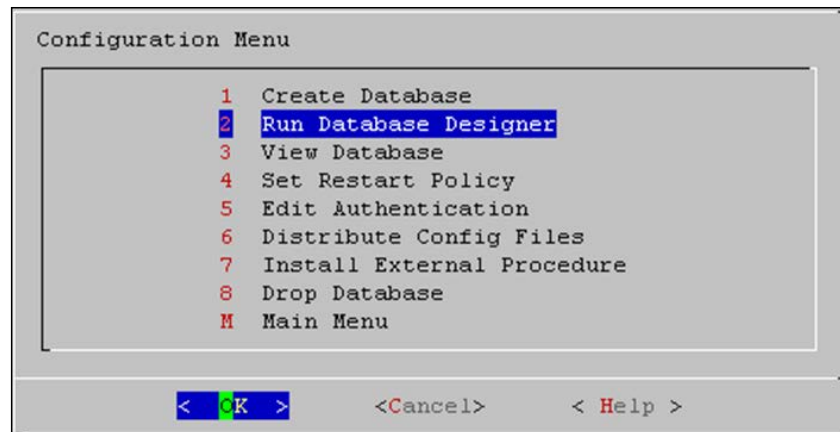 Configuration Menu
1 Create Database
2 Run Database Designer
3 View Database
4 Set Restart Policy
5 Edit Authentication
6 Distribute Config Files
7 Install External Procedure
8 Drop Database
M Main Menu
< OK > <Cancel> < Help >